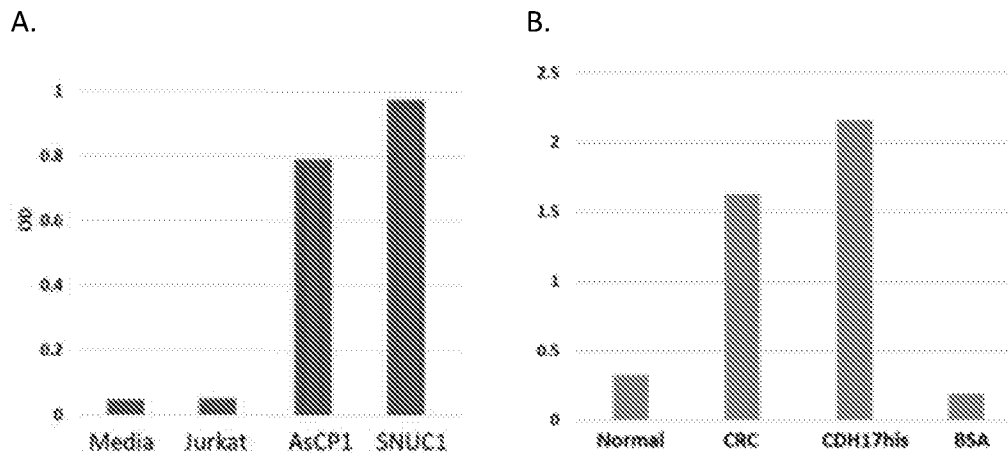 A.
B.
1
0.8
0.6
0.4
0.2
0
OD
Media Jurkat AsCP1 SNUC1
2.5
2
1.5
1
0.5
0
Normal CRC CDH17his BSA